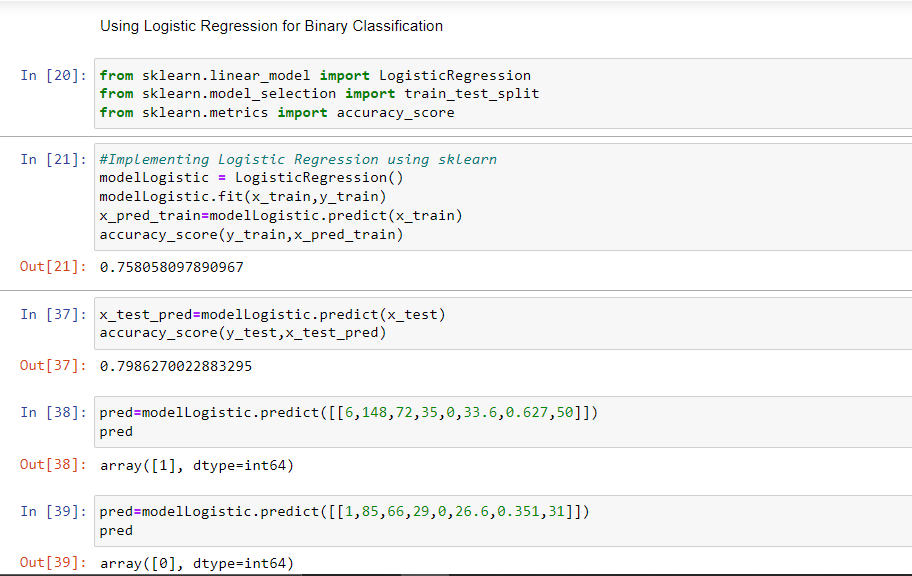 Using Logistic Regression for Binary Classification
In [20]: from sklearn.linear_model import LogisticRegression
from sklearn.model_selection import train_test_split
from sklearn.metrics import accuracy_score
In [21]: #Implementing Logistic Regression using sklearn
modelLogistic = LogisticRegression()
modelLogistic.fit(x_train,y_train)
x_pred_train=modelLogistic.predict(x_train)
accuracy_score(y_train,x_pred_train)
Out[21]: 0.758058097890967
In [37]: x_test_pred=modelLogistic.predict(x_test)
accuracy_score(y_test,x_test_pred)
Out[37]: 0.7986270022883295
In [38]: pred=modelLogistic.predict([[6,148,72,35,0,33.6,0.627,50]])
pred
Out[38]: array([1], dtype=int64)
In [39]: pred=modelLogistic.predict([[1,85,66,29,0,26.6,0.351,31]])
pred
Out[39]: array([0], dtype=int64)